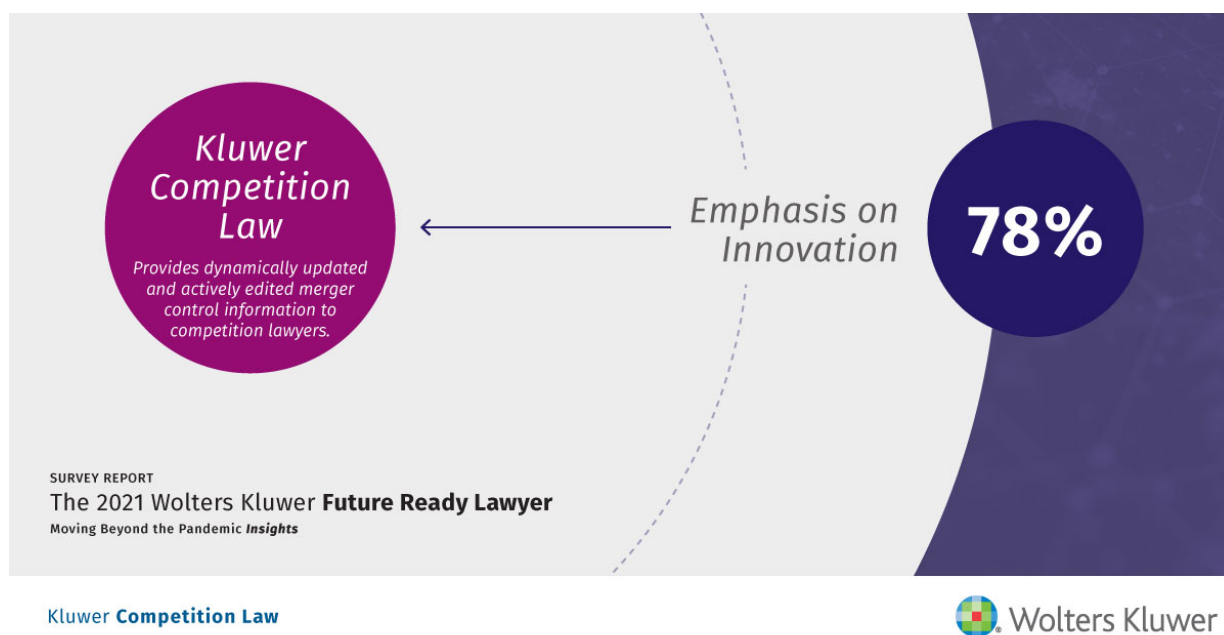 Kluwer
Competition
Law
Provides dynamically updated
and actively edited merger
control information to
competition lawyers.
Emphasis on
Innovation
78%
SURVEY REPORT
The 2021 Wolters Kluwer Future Ready Lawyer
Moving Beyond the Pandemic Insights
Kluwer Competition Law
Wolters Kluwer